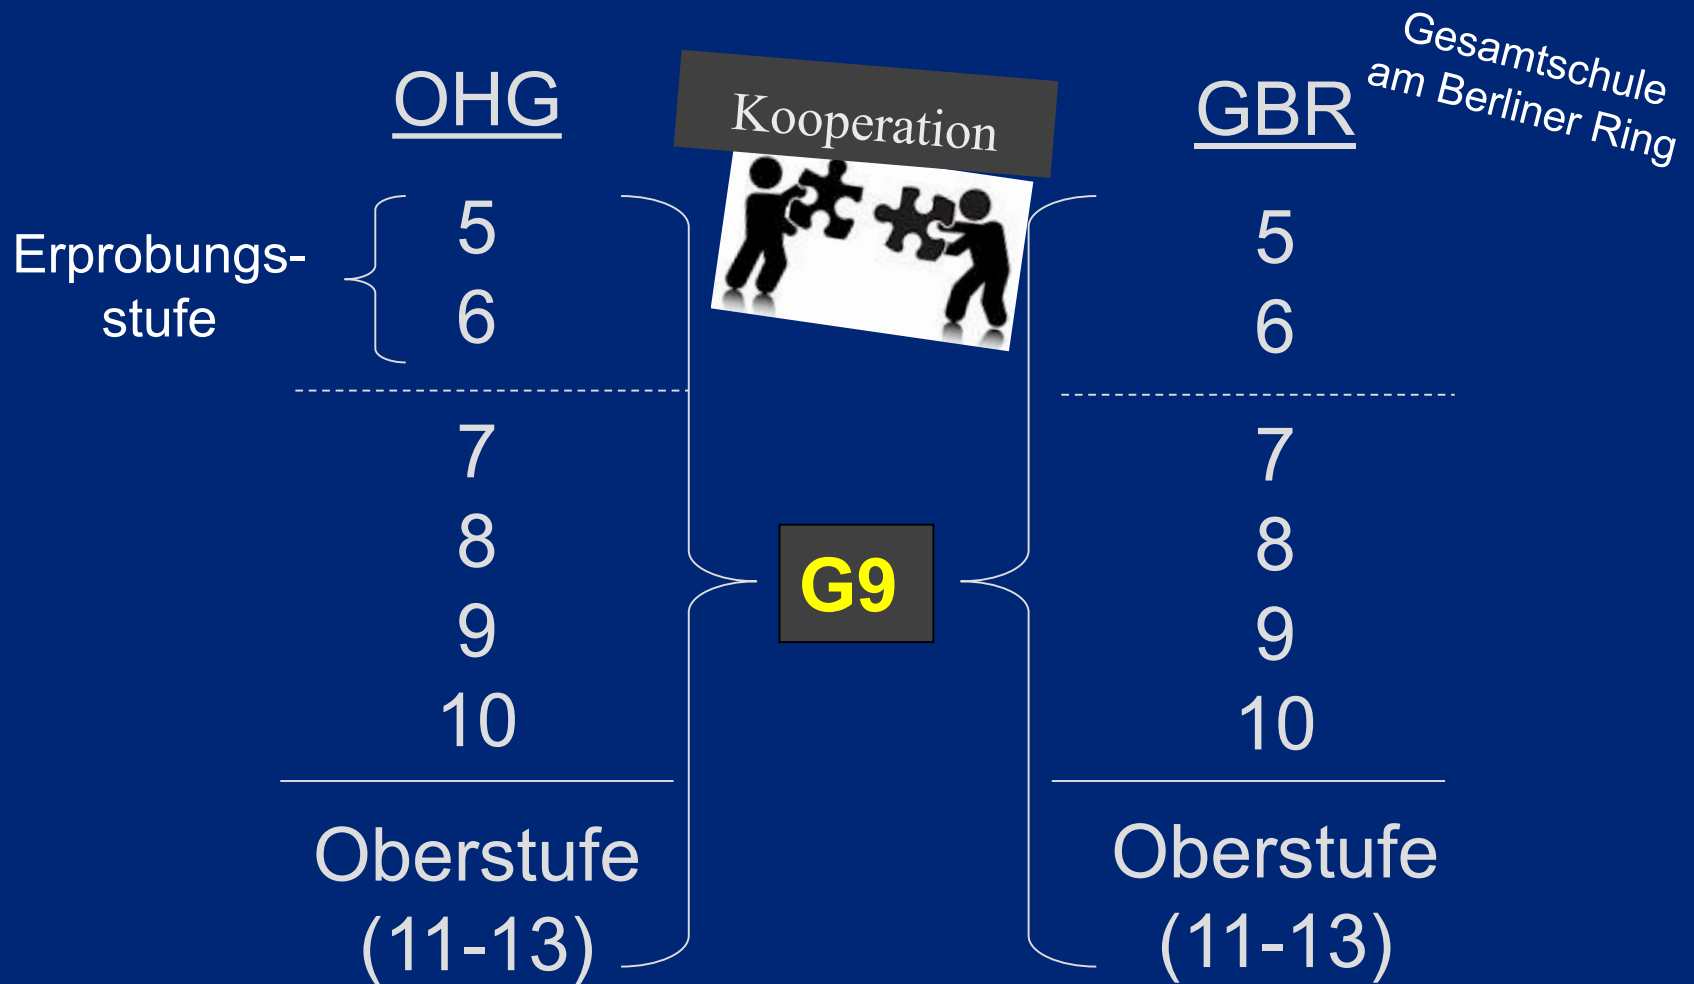 OHG
Kooperation
GBR
Gesamtschule
am Berliner Ring
Erprobungs-
stufe
5
6
7
8
9
10
Oberstufe
(11-13)
G9
5
6
7
8
9
10
Oberstufe
(11-13)